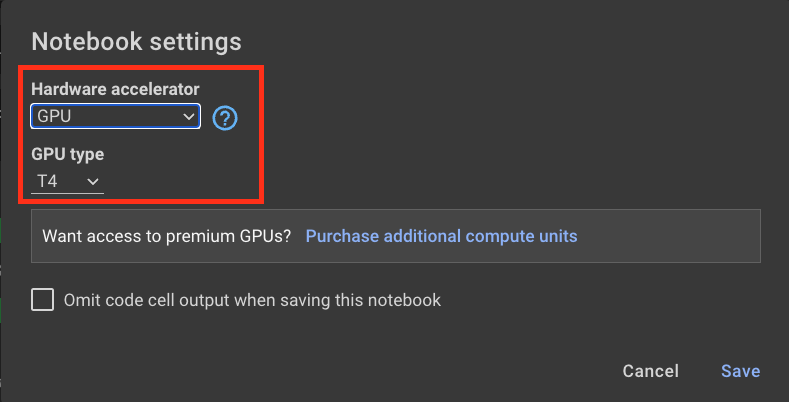 Notebook settings
Hardware accelerator
GPU
?
GPU type
T4
Want access to premium GPUs? Purchase additional compute units
Omit code cell output when saving this notebook
Cancel Save